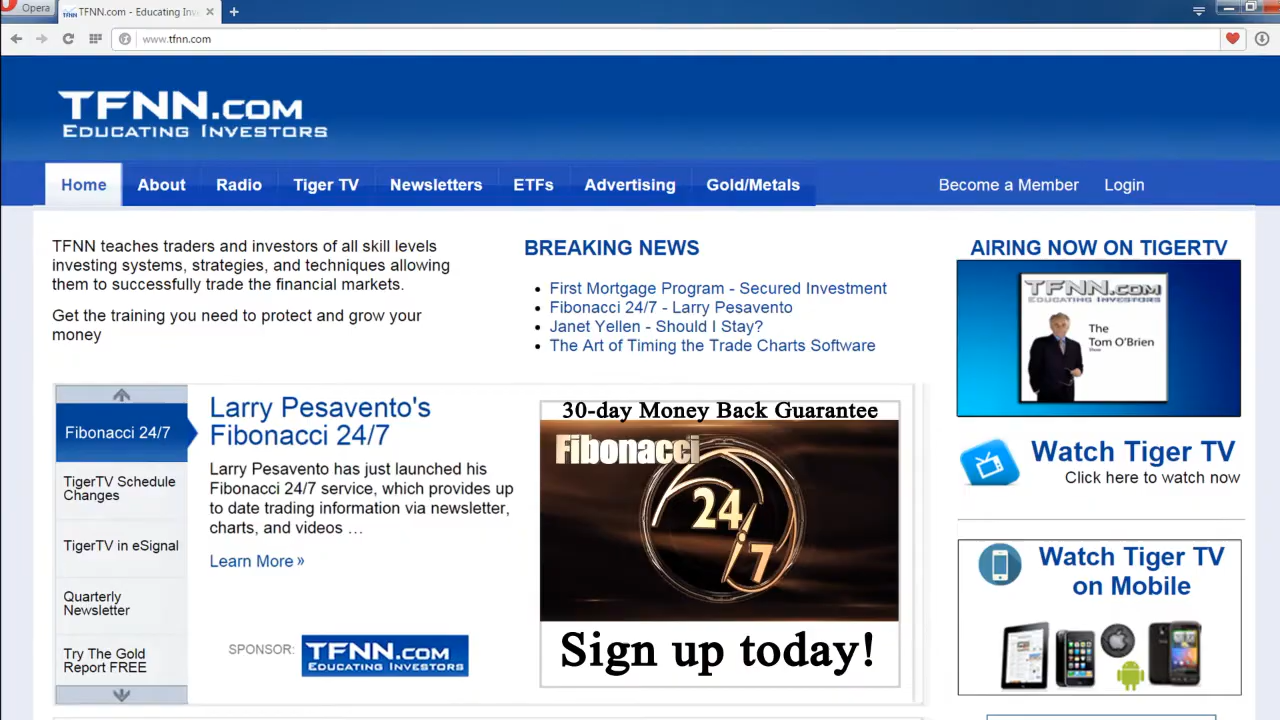 Opera
TFNN.com - Educating Inv
www.tfnn.com
TFNN.com
Educating Investors
Home
About
Radio
Tiger TV
Newsletters
ETFs
Advertising
Gold/Metals
Become a Member
Login
TFNN teaches traders and investors of all skill levels
investing systems, strategies, and techniques allowing
them to successfully trade the financial markets.
Get the training you need to protect and grow your
money
BREAKING NEWS
First Mortgage Program - Secured Investment
Fibonacci 24/7 - Larry Pesavento
Janet Yellen - Should I Stay?
The Art of Timing the Trade Charts Software
AIRING NOW ON TIGERTV
TFNN.com
Educating Investors
The
Tom O'Brien
Show
Watch Tiger TV
Click here to watch now
Watch Tiger TV
on Mobile
Fibonacci 24/7
TigerTV Schedule
Changes
TigerTV in eSignal
Quarterly
Newsletter
Try The Gold
Report FREE
Larry Pesavento's
Fibonacci 24/7
Larry Pesavento has just launched his
Fibonacci 24/7 service, which provides up
to date trading information via newsletter,
charts, and videos …
Learn More »
SPONSOR:
TFNN.com
Educating Investors
30-day Money Back Guarantee
Fibonacci
24
7
Sign up today!